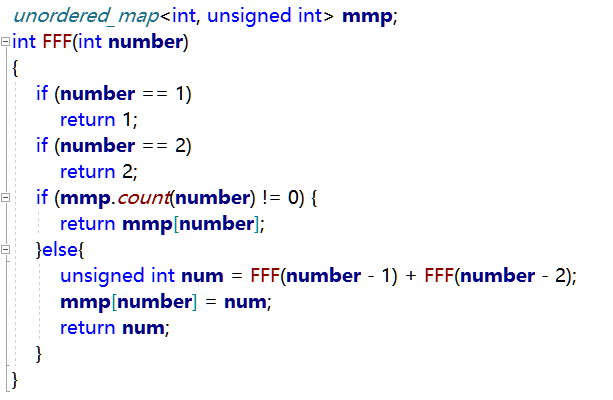 unordered_map<int, unsigned int> mmp;
int FFF(int number)
{
if (number == 1)
return 1;
if (number == 2)
return 2;
if (mmp.count(number) != 0) {
return mmp[number];
}else{
unsigned int num = FFF(number - 1) + FFF(number - 2);
mmp[number] = num;
return num;
}
}